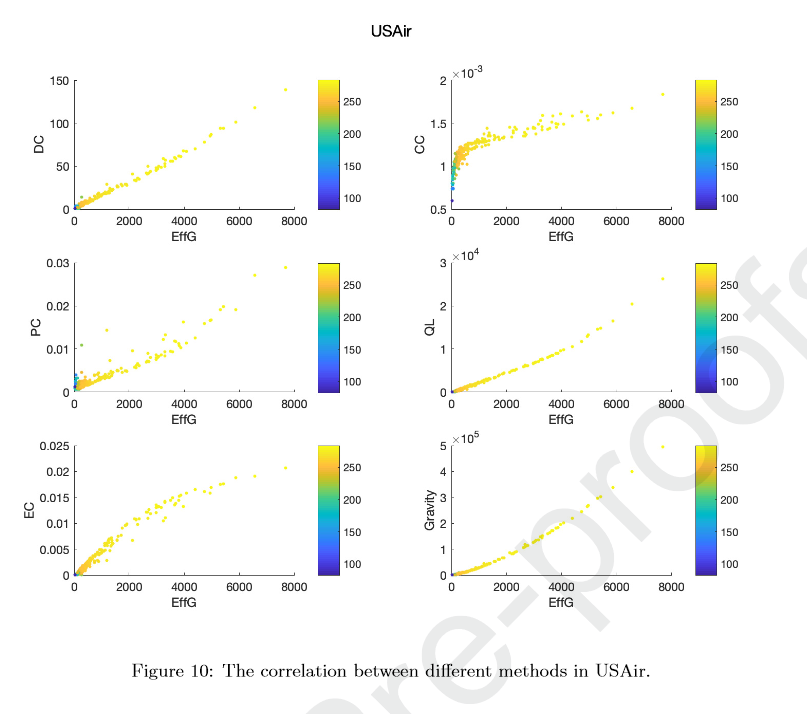 USAir
150
100
50
0
DC
0 2000 4000 6000 8000
EffG
250
200
150
100
×10⁻³
2
1.5
1
0.5
CC
0 2000 4000 6000 8000
EffG
250
200
150
100
0.03
0.02
0.01
0
PC
0 2000 4000 6000 8000
EffG
250
200
150
100
×10⁴
3
2
1
0
QL
0 2000 4000 6000 8000
EffG
250
200
150
100
0.025
0.02
0.015
0.01
0.005
0
EC
0 2000 4000 6000 8000
EffG
250
200
150
100
×10⁵
5
4
3
2
1
0
Gravity
0 2000 4000 6000 8000
EffG
250
200
150
100
Figure 10: The correlation between different methods in USAir.
re-proofs